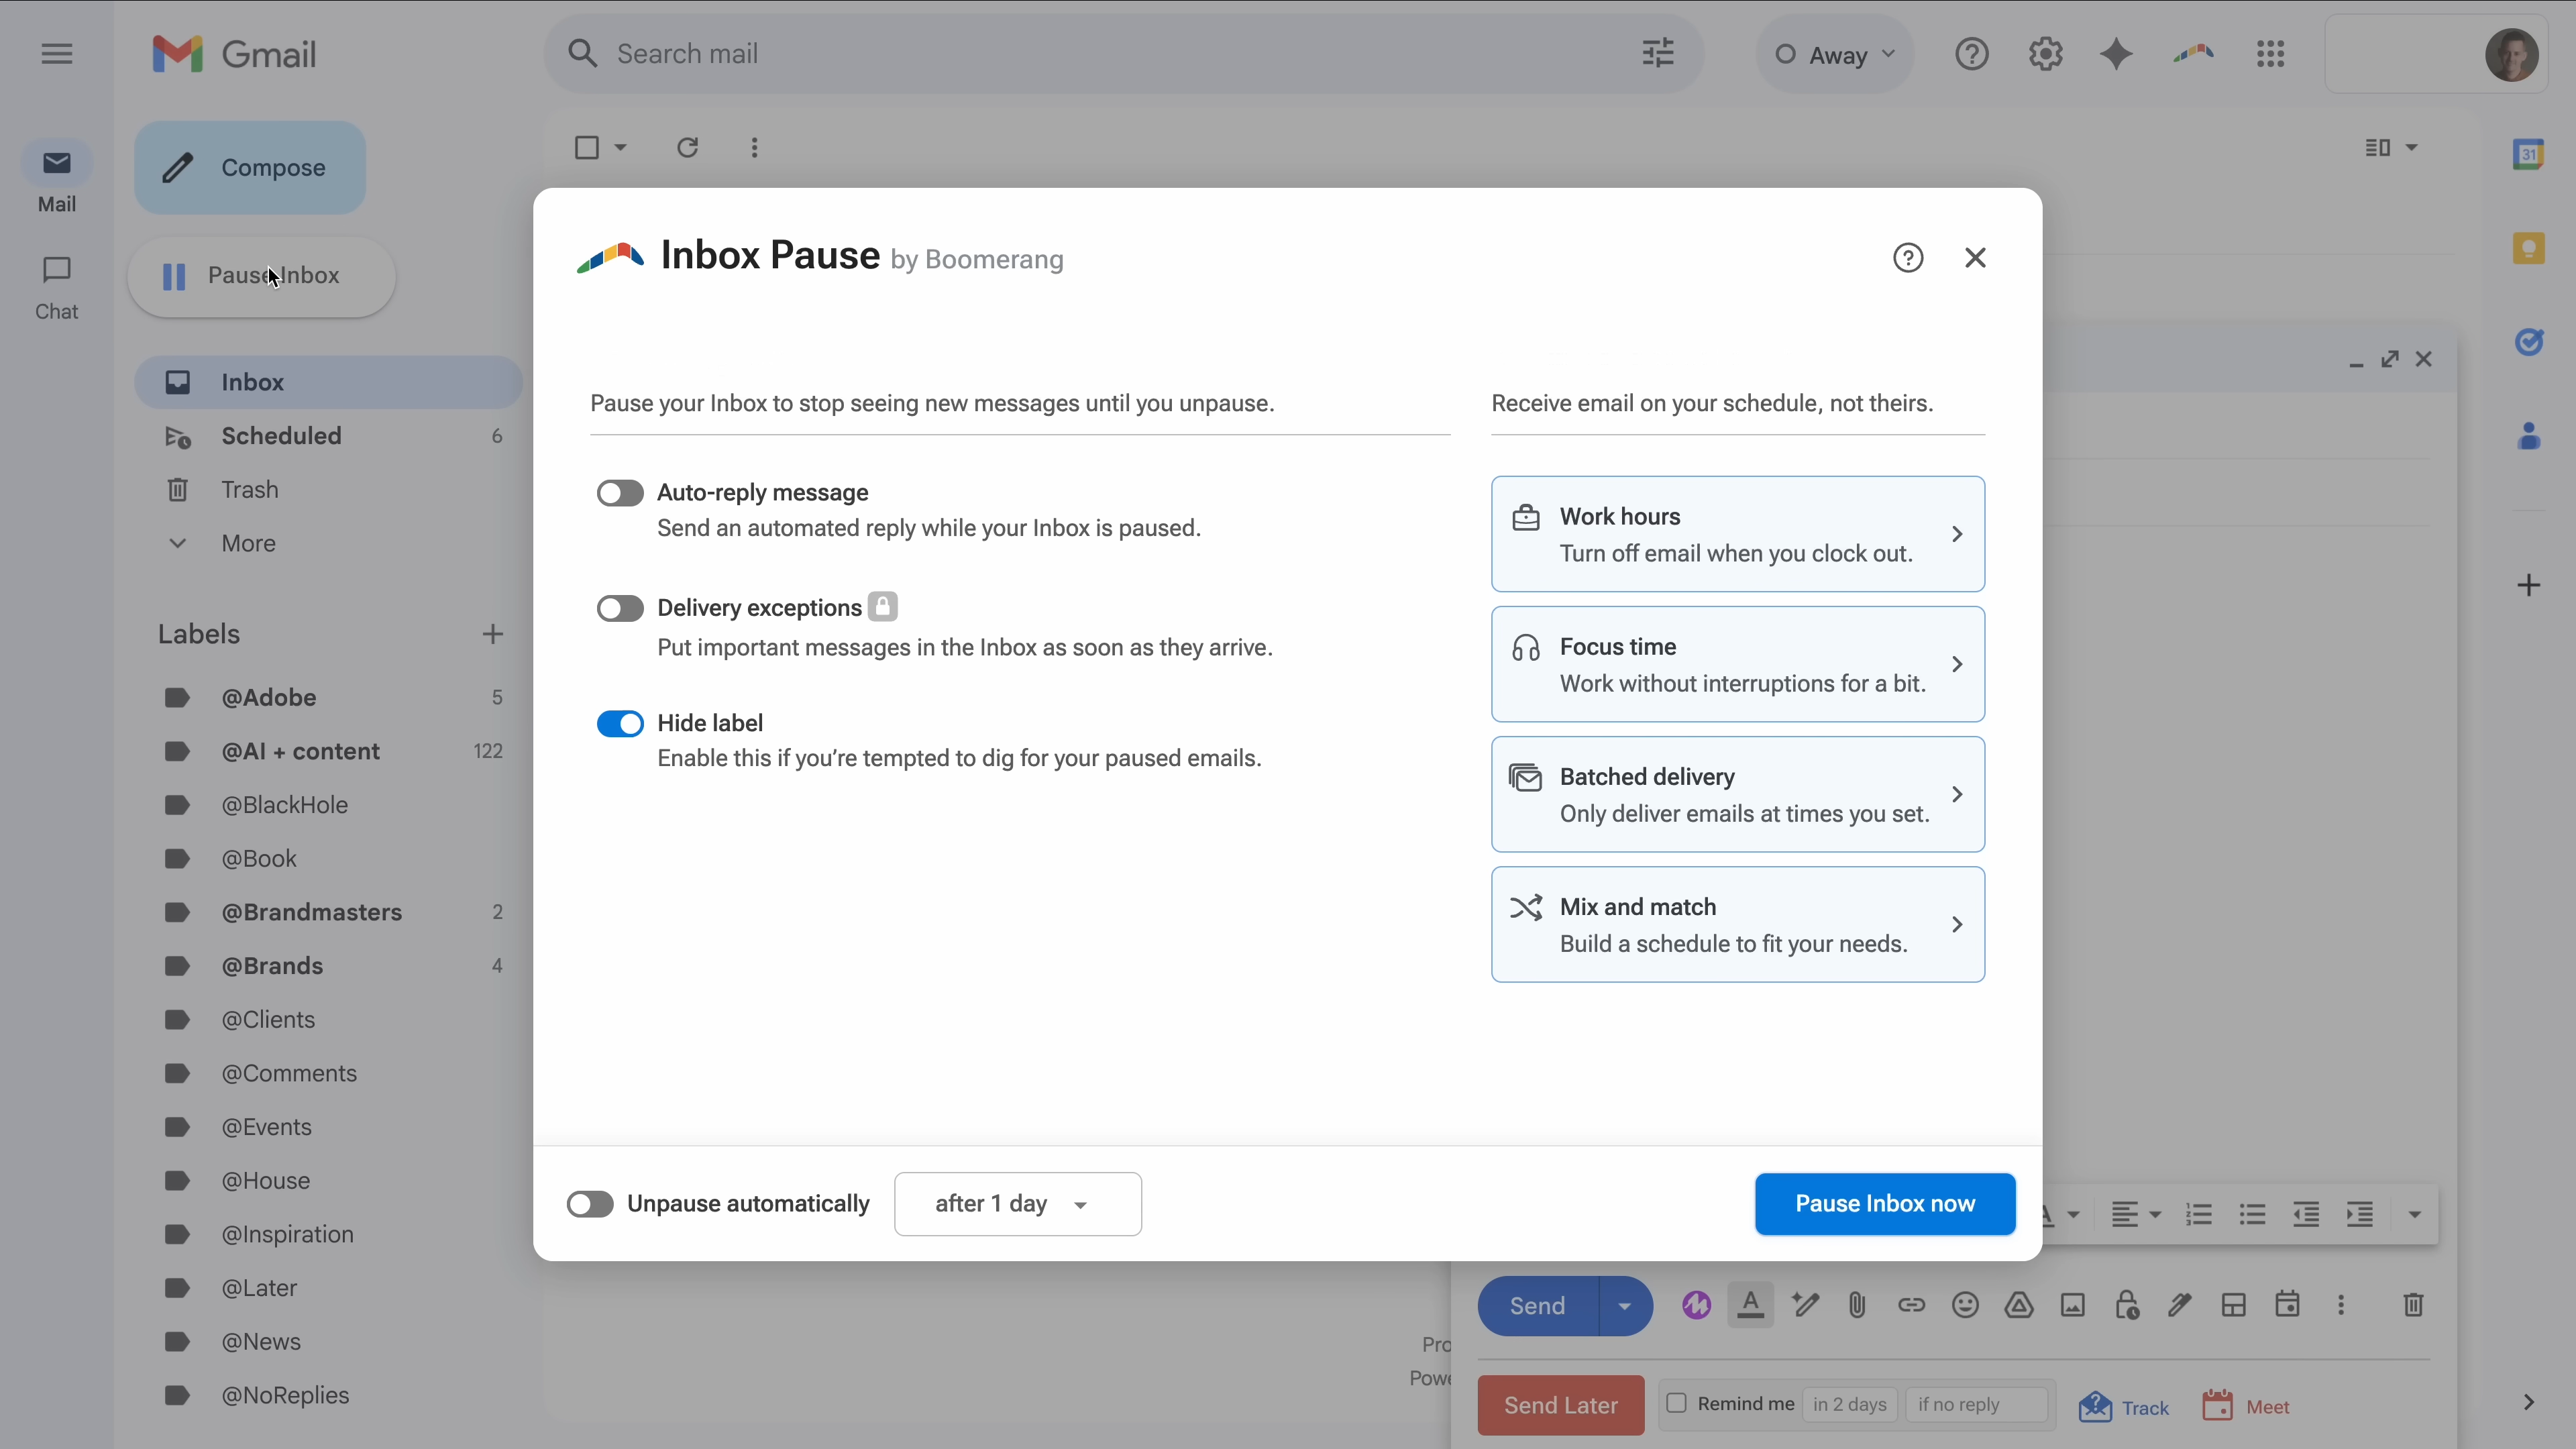 Gmail
Search mail
Away
Mail
Chat
Compose
Pause Inbox
Inbox
Scheduled 6
Trash
More
Labels
@Adobe 5
@AI + content 122
@BlackHole
@Book
@Brandmasters 2
@Brands 4
@Clients
@Comments
@Events
@House
@Inspiration
@Later
@News
@NoReplies
Inbox Pause by Boomerang
Pause your Inbox to stop seeing new messages until you unpause.
Auto-reply message
Send an automated reply while your Inbox is paused.
Delivery exceptions
Put important messages in the Inbox as soon as they arrive.
Hide label
Enable this if you're tempted to dig for your paused emails.
Receive email on your schedule, not theirs.
Work hours
Turn off email when you clock out.
Focus time
Work without interruptions for a bit.
Batched delivery
Only deliver emails at times you set.
Mix and match
Build a schedule to fit your needs.
Unpause automatically
after 1 day
Pause Inbox now
31
Send
Pro
Powe
Send Later
Remind me
in 2 days
if no reply
Track
Meet